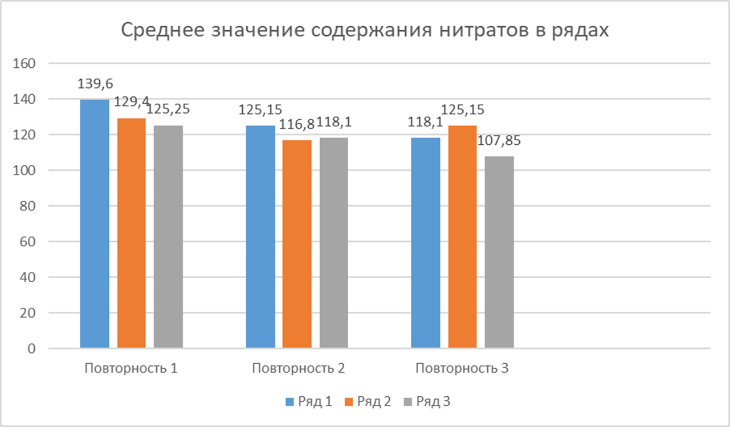 Среднее значение содержания нитратов в рядах
160
140
120
100
80
60
40
20
0
139,6
129,4
125,25
125,15
116,8
118,1
118,1
125,15
107,85
Повторность 1
Повторность 2
Повторность 3
Ряд 1
Ряд 2
Ряд 3